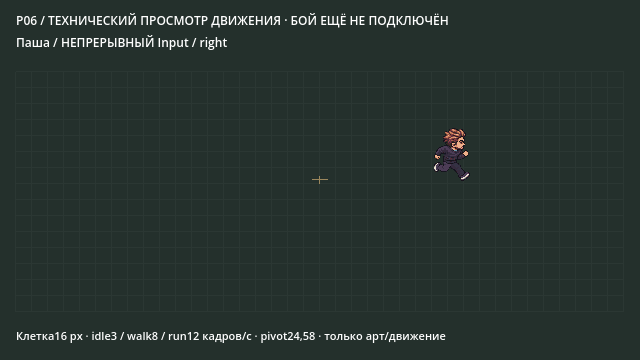 P06 / ТЕХНИЧЕСКИЙ ПРОСМОТР ДВИЖЕНИЯ · БОЙ ЕЩЁ НЕ ПОДКЛЮЧЁН
Паша / НЕПРЕРЫВНЫЙ Input / right
Клетка16 px · idle3 / walk8 / run12 кадров/с · pivot24,58 · только арт/движение